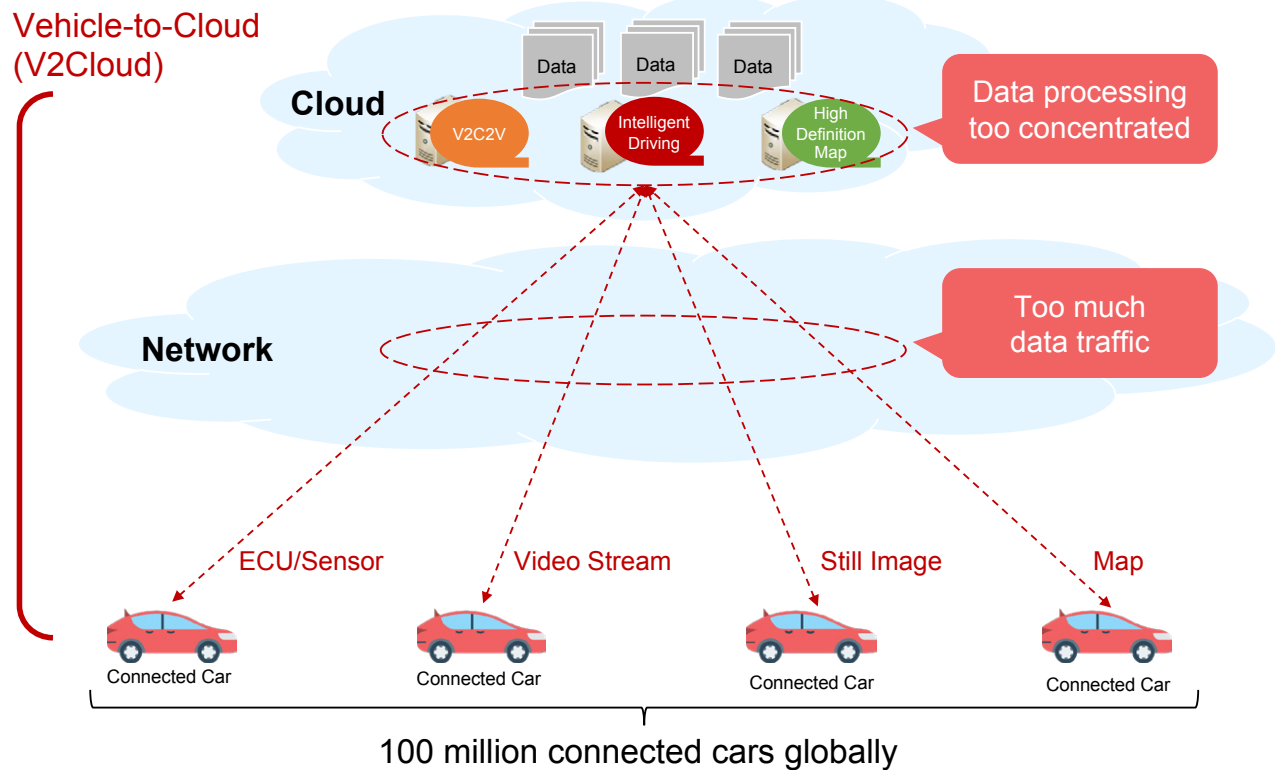 Vehicle-to-Cloud
(V2Cloud)
Data
Data
Data
Cloud
V2C2V
Intelligent
Driving
High
Definition
Map
Data processing
too concentrated
Network
Too much
data traffic
ECU/Sensor
Video Stream
Still Image
Map
Connected Car
Connected Car
Connected Car
Connected Car
100 million connected cars globally